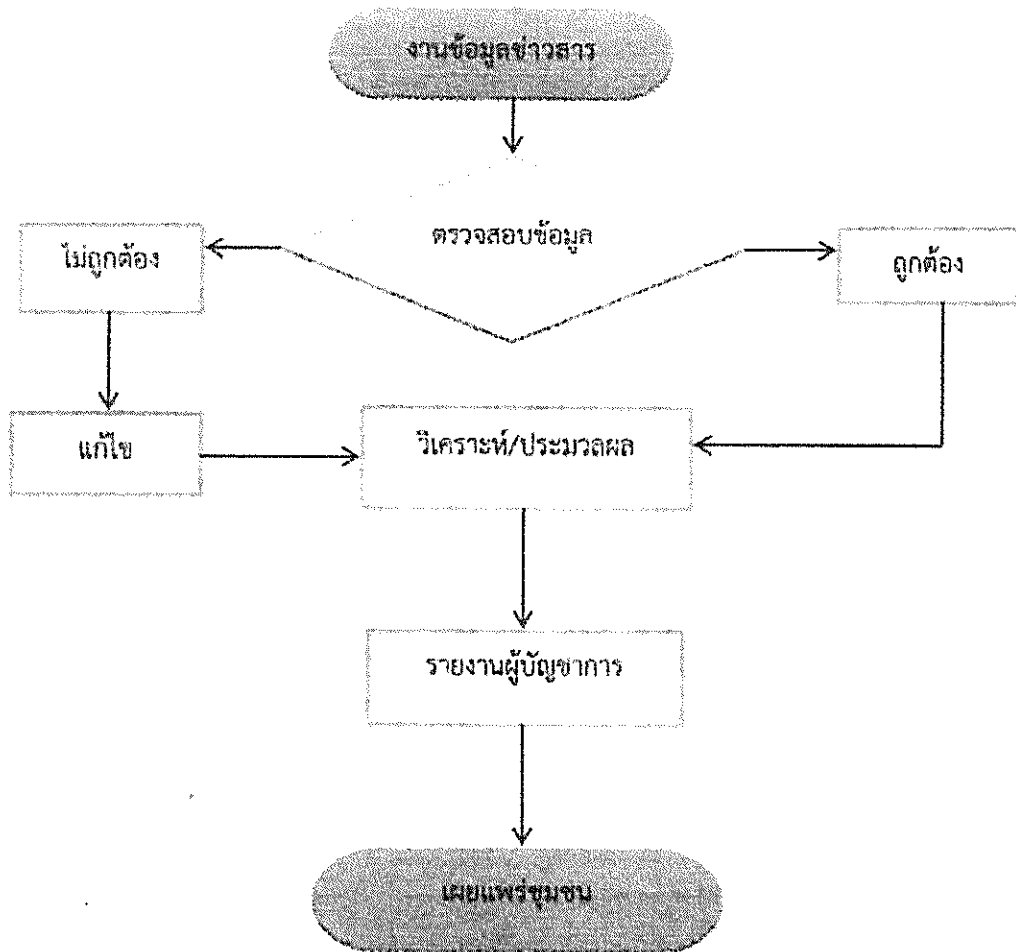 งานข้อมูลข่าวสาร
ตรวจสอบข้อมูล
ไม่ถูกต้อง
ถูกต้อง
แก้ไข
วิเคราะห์/ประมวลผล
รายงานผู้บัญชาการ
เผยแพร่ชุมชน